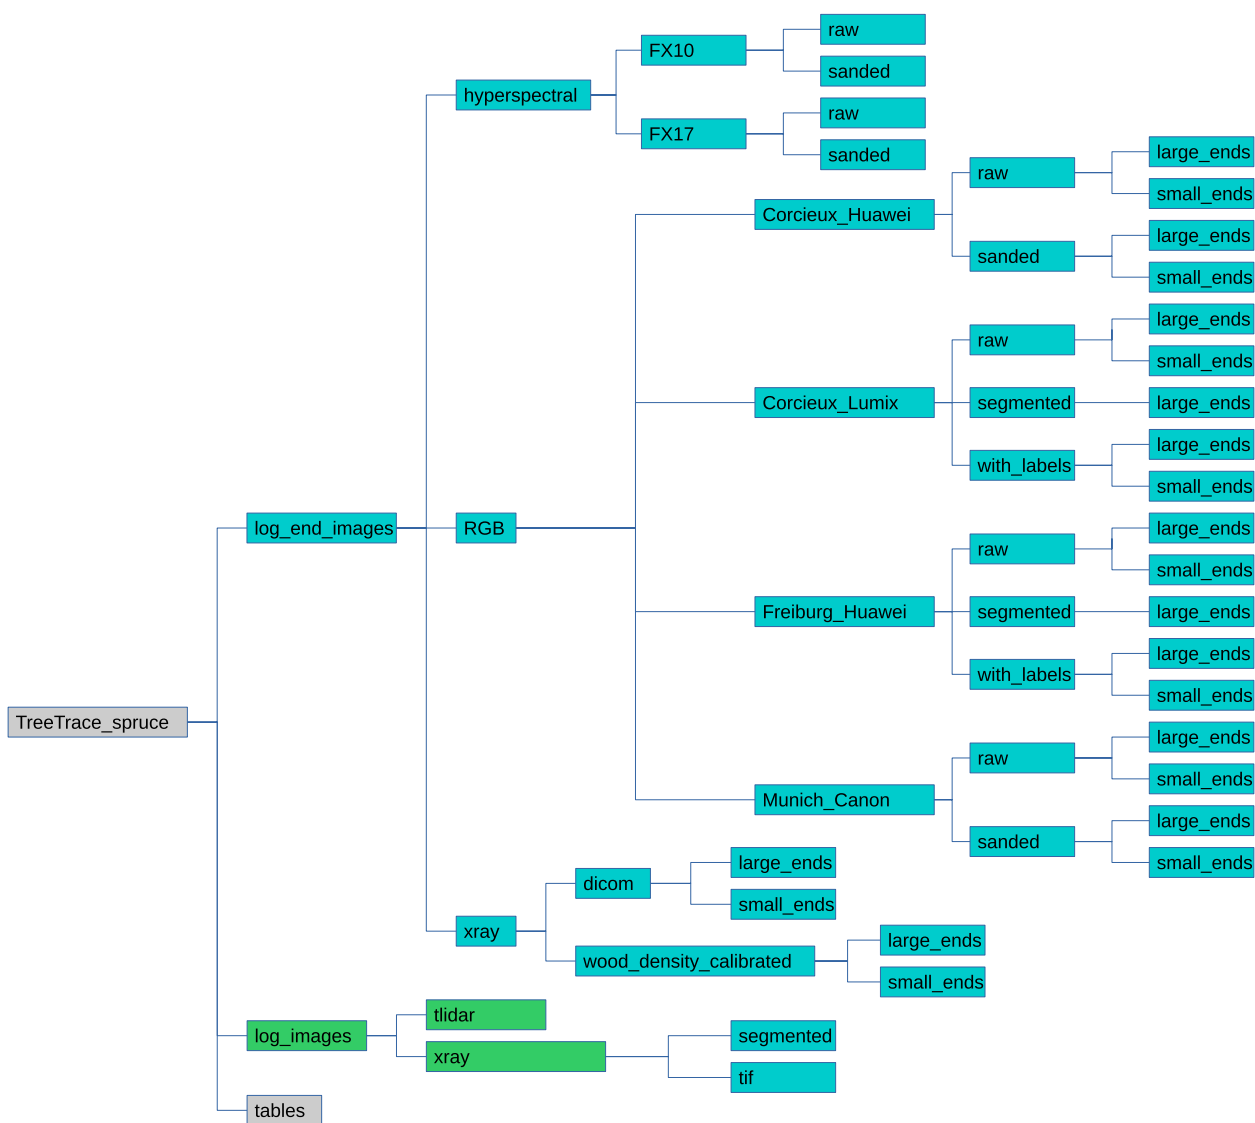 raw
FX10
sanded
hyperspectral
raw
FX17
sanded
large_ends
raw
small_ends
Corcieux_Huawei
large_ends
sanded
small_ends
large_ends
raw
small_ends
Corcieux_Lumix
segmented
large_ends
large_ends
with_labels
small_ends
log_end_images
RGB
large_ends
raw
small_ends
Freiburg_Huawei
segmented
large_ends
large_ends
with_labels
small_ends
TreeTrace_spruce
large_ends
raw
small_ends
Munich_Canon
large_ends
sanded
small_ends
large_ends
dicom
small_ends
xray
large_ends
wood_density_calibrated
small_ends
tlidar
log_images
segmented
xray
tif
tables